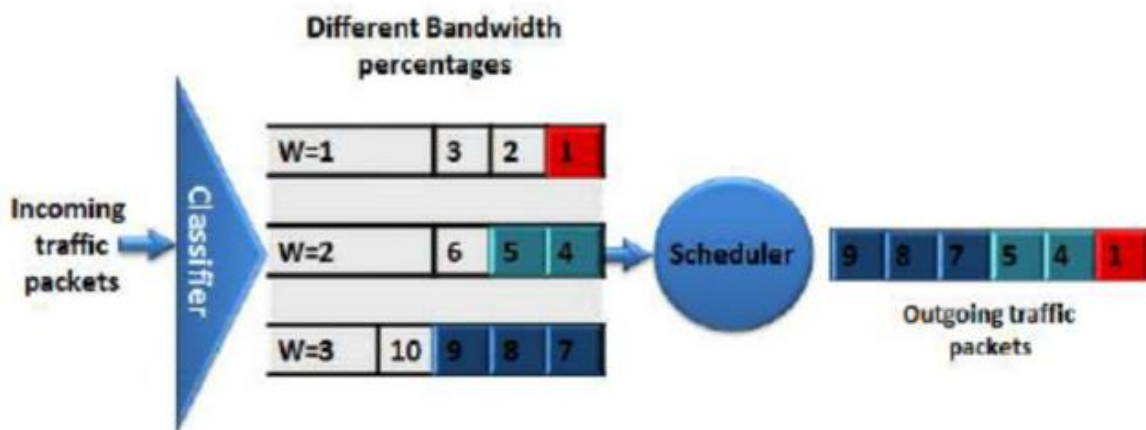 Different Bandwidth
percentages
W=1 3 2 1
Incoming
traffic
packets
Classifier
W=2 6 5 4
Scheduler
9 8 7 5 4 1
Outgoing traffic
packets
W=3 10 9 8 7